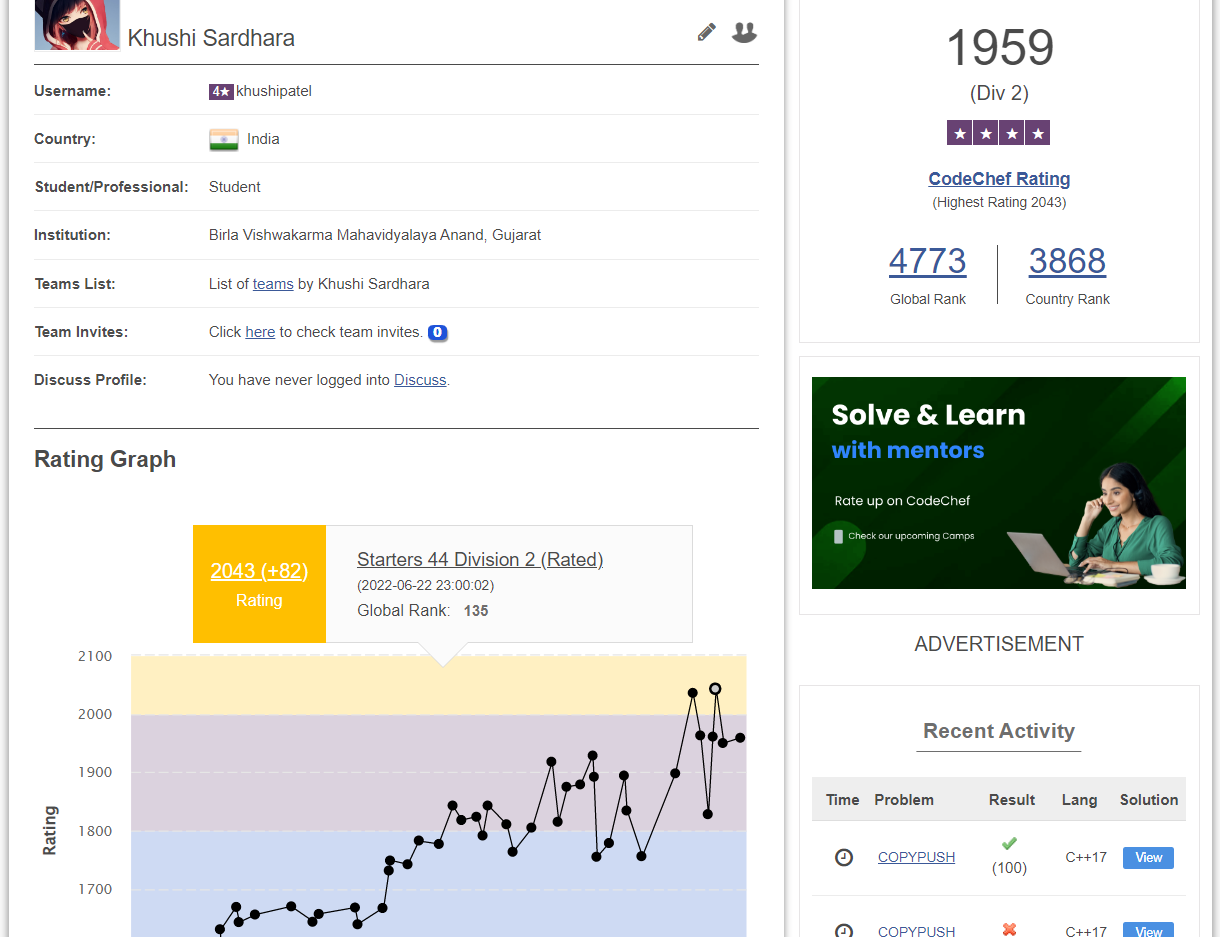 Khushi Sardhara
Username: 4★ khushipatel
Country: India
Student/Professional: Student
Institution: Birla Vishwakarma Mahavidyalaya Anand, Gujarat
Teams List: List of teams by Khushi Sardhara
Team Invites: Click here to check team invites. 0
Discuss Profile: You have never logged into Discuss.
Rating Graph
2043 (+82)
Rating
Starters 44 Division 2 (Rated)
(2022-06-22 23:00:02)
Global Rank: 135
2100
2000
1900
1800
1700
Rating
1959
(Div 2)
★★★★
CodeChef Rating
(Highest Rating 2043)
4773
Global Rank
3868
Country Rank
Solve & Learn
with mentors
Rate up on CodeChef
Check our upcoming Camps
ADVERTISEMENT
Recent Activity
Time Problem Result Lang Solution
COPYPUSH (100) C++17 View
COPYPUSH C++17 View